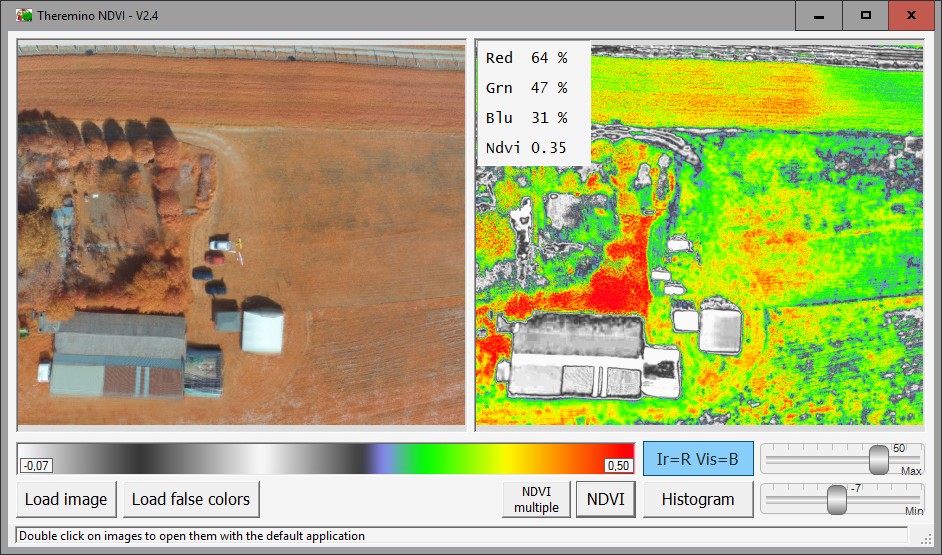 Theremino NDVI - V2.4
Red 64 %
Grn 47 %
Blu 31 %
Ndvi 0.35
-0,07
0,50
Ir=R Vis=B
50
Max
Load image
Load false colors
NDVI
multiple
NDVI
Histogram
-7
Min
Double click on images to open them with the default application